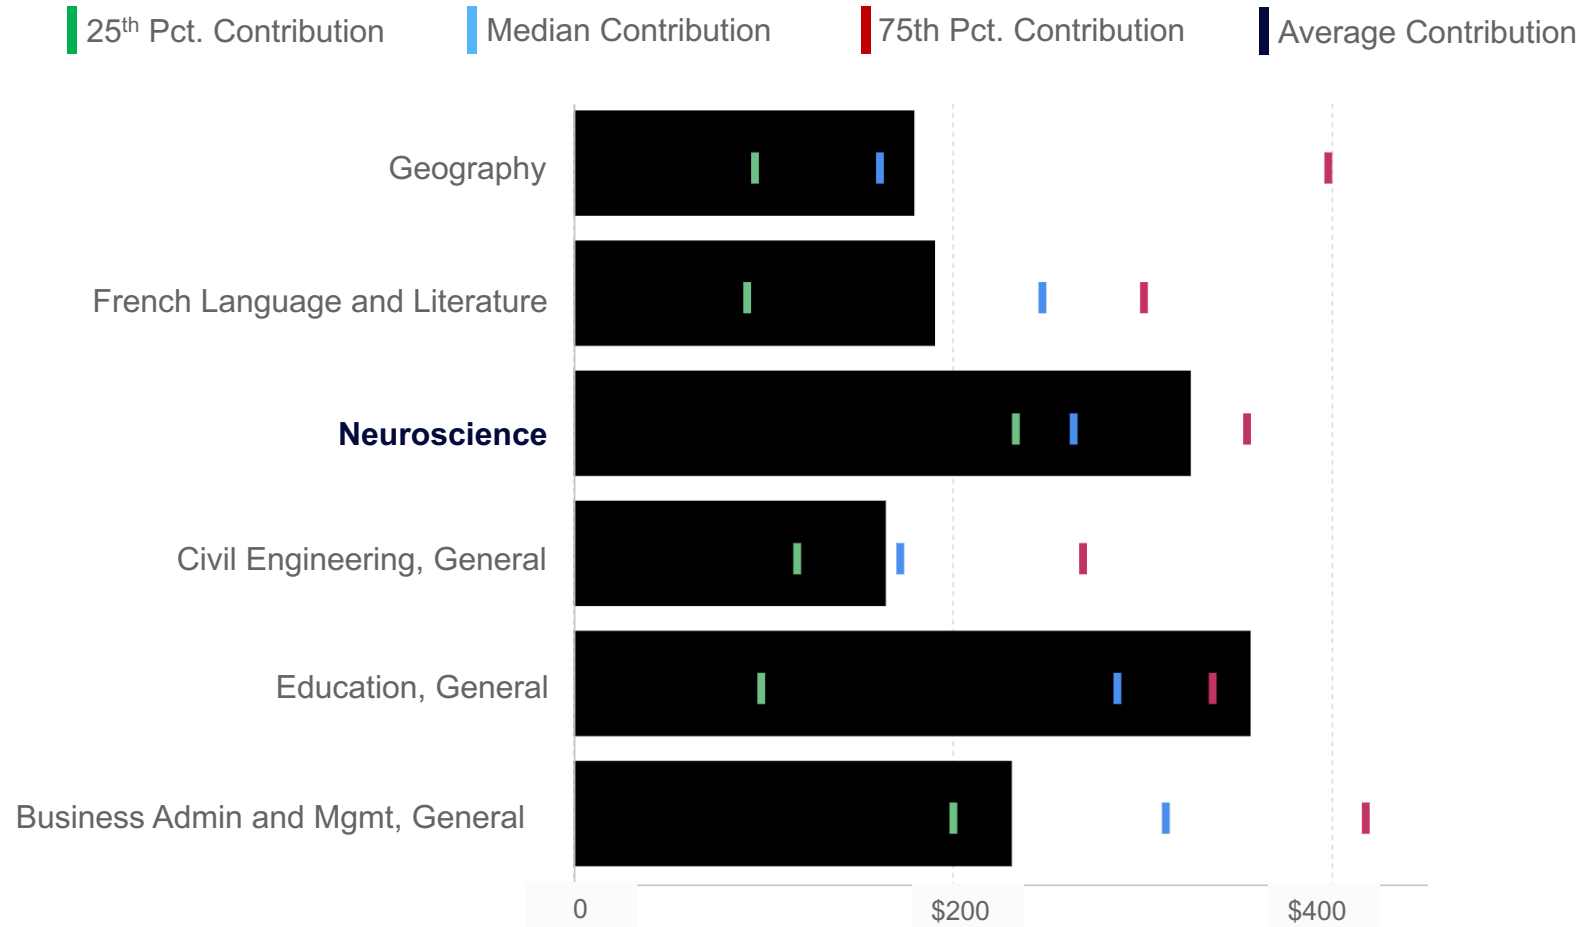 25th Pct. Contribution
Median Contribution
75th Pct. Contribution
Average Contribution
Geography
French Language and Literature
Neuroscience
Civil Engineering, General
Education, General
Business Admin and Mgmt, General
0
$200
$400